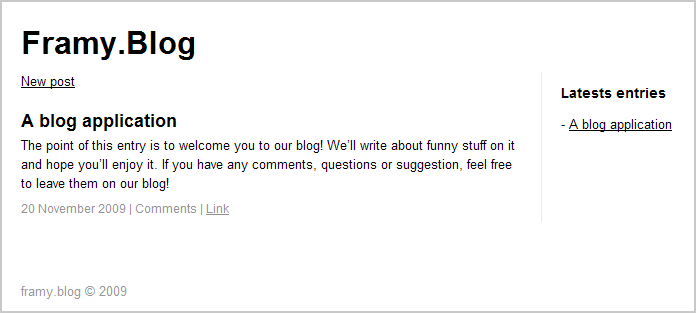 Framy.Blog
New post
A blog application
The point of this entry is to welcome you to our blog! We'll write about funny stuff on it
and hope you'll enjoy it. If you have any comments, questions or suggestion, feel free
to leave them on our blog!
20 November 2009 | Comments | Link
Latests entries
- A blog application
framy.blog © 2009